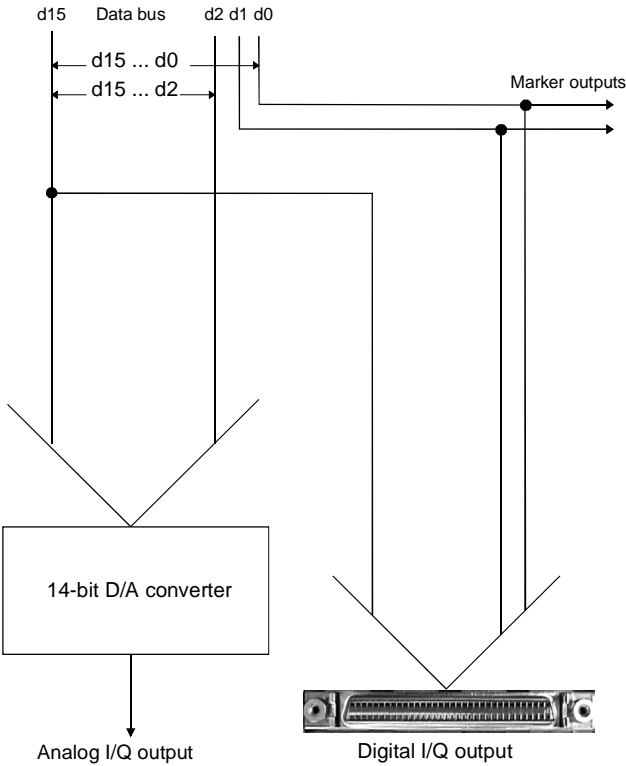 d15 Data bus d2 d1 d0
d15 ... d0
d15 ... d2
Marker outputs
14-bit D/A converter
Analog I/Q output
Digital I/Q output